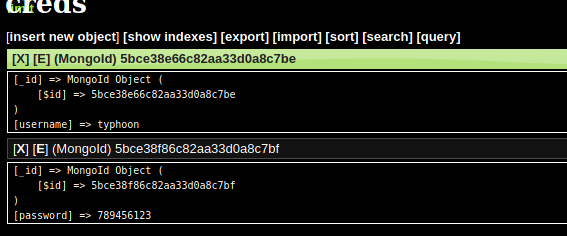 creds
[insert new object] [show indexes] [export] [import] [sort] [search] [query]
[X] [E] (MongoId) 5bce38e66c82aa33d0a8c7be
[_id] => MongoId Object (
[$id] => 5bce38e66c82aa33d0a8c7be
)
[username] => typhoon
[X] [E] (MongoId) 5bce38f86c82aa33d0a8c7bf
[_id] => MongoId Object (
[$id] => 5bce38f86c82aa33d0a8c7bf
)
[password] => 789456123